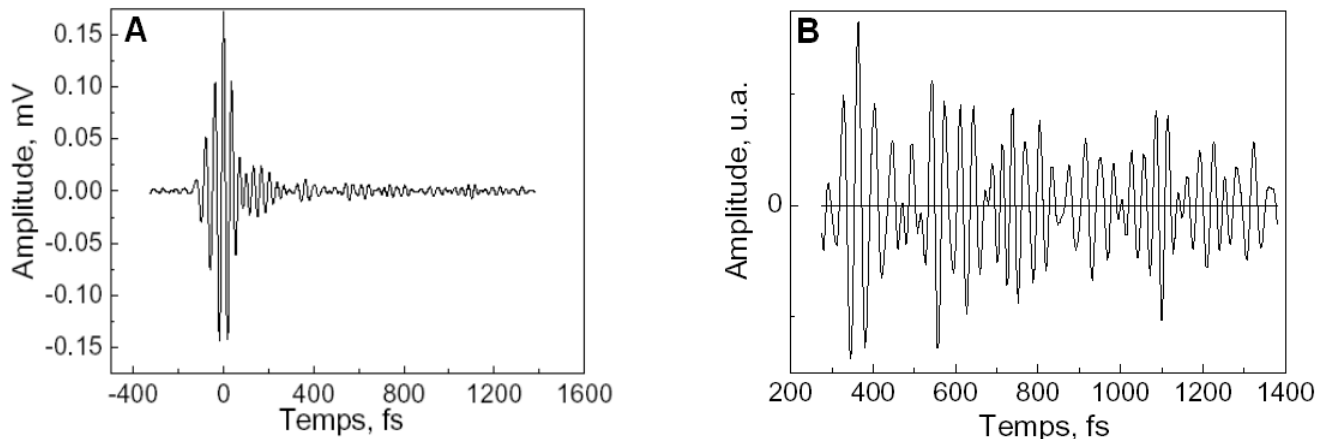 A
Amplitude, mV
0.15
0.10
0.05
0.00
-0.05
-0.10
-0.15
-400 0 400 800 1200 1600
Temps, fs
B
Amplitude, u.a.
0
200 400 600 800 1000 1200 1400
Temps, fs